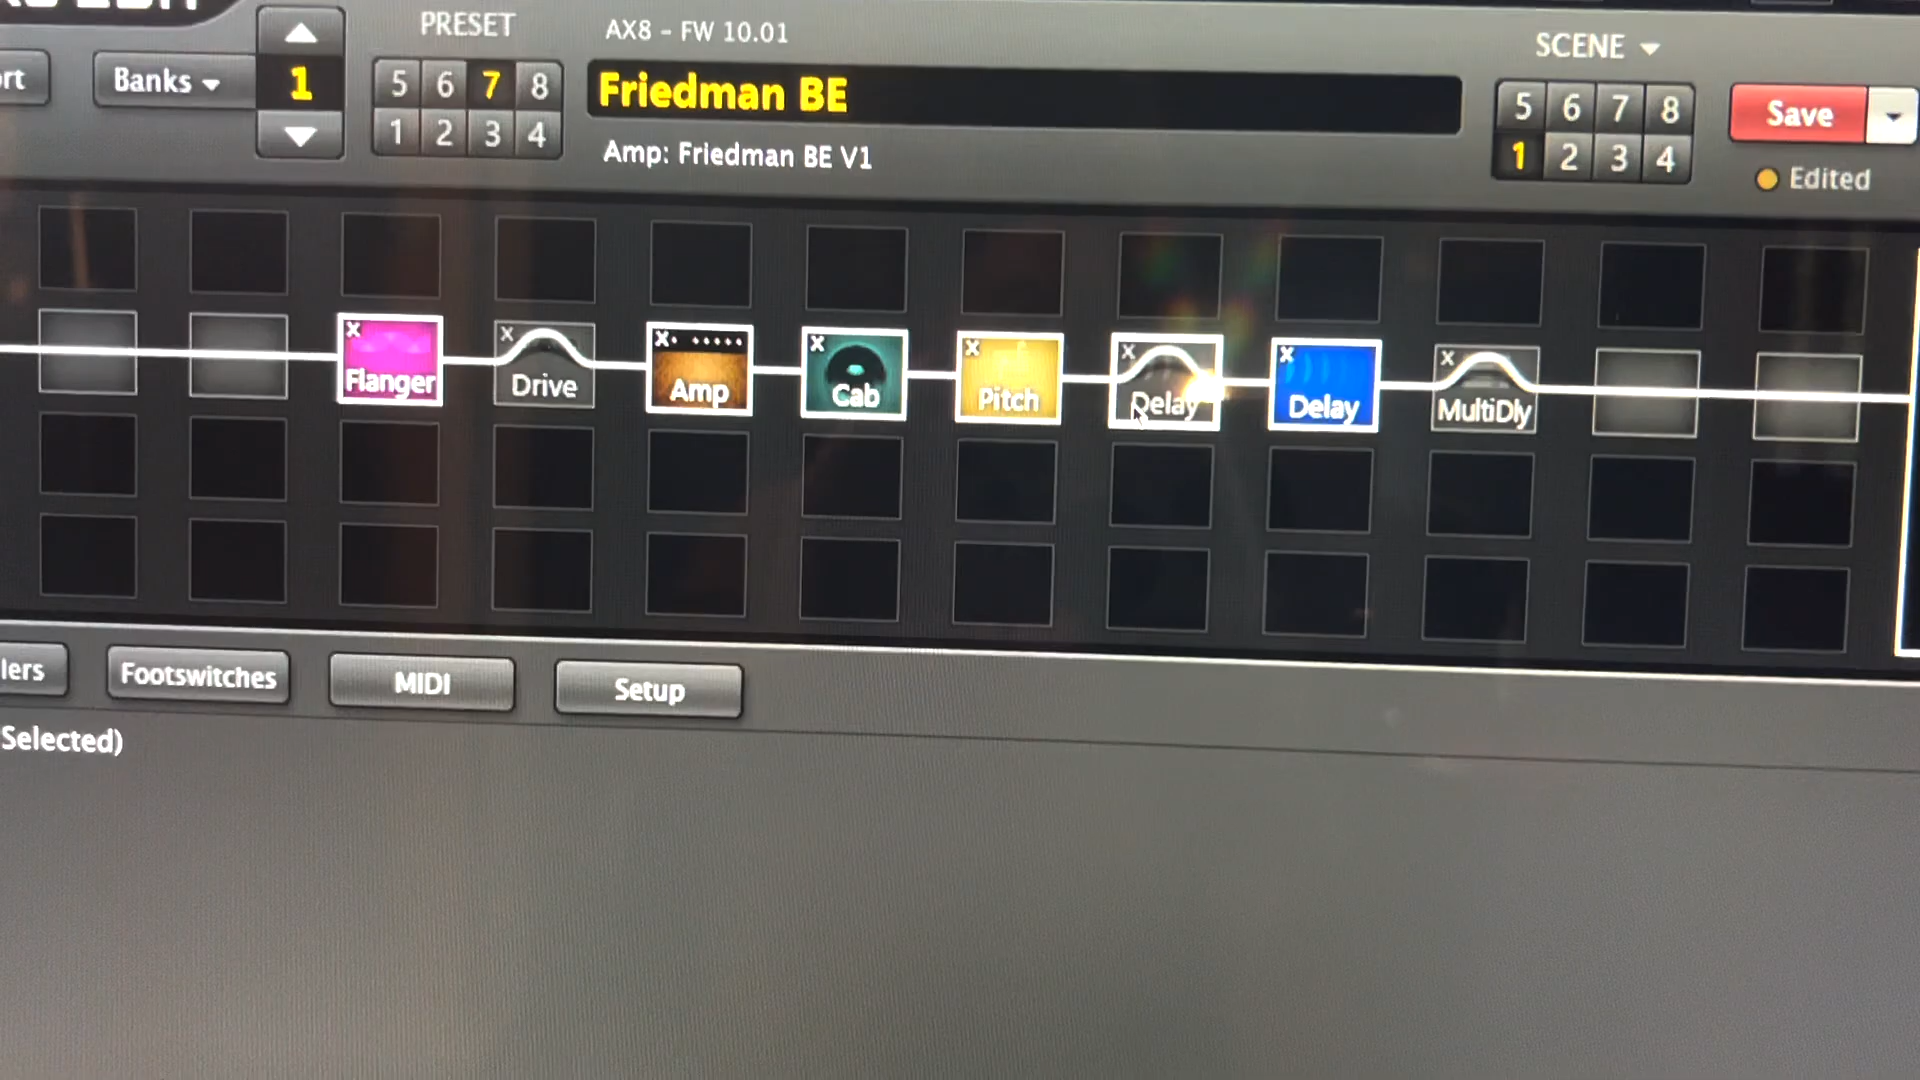 PRESET
AX8 - FW 10.01
SCENE
Banks
1
5 6 7 8
1 2 3 4
Friedman BE
Amp: Friedman BE V1
5 6 7 8
1 2 3 4
Save
Edited
X Flanger
X Drive
X Amp
X Cab
X Pitch
X Delay
X Delay
X MultiDly
Footswitches
MIDI
Setup
Selected)